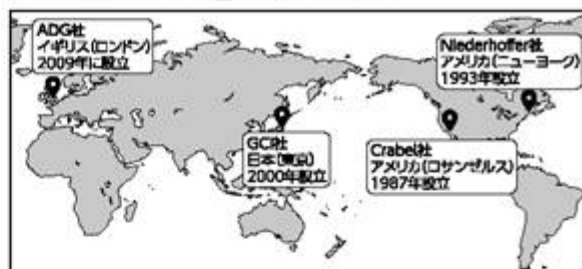 ADG社
イギリス(ロンドン)
2009年に設立
Niederhoffer社
アメリカ(ニューヨーク)
1993年設立
GCI社
日本(東京)
2000年設立
Crabel社
アメリカ(ロサンゼルス)
1987年設立